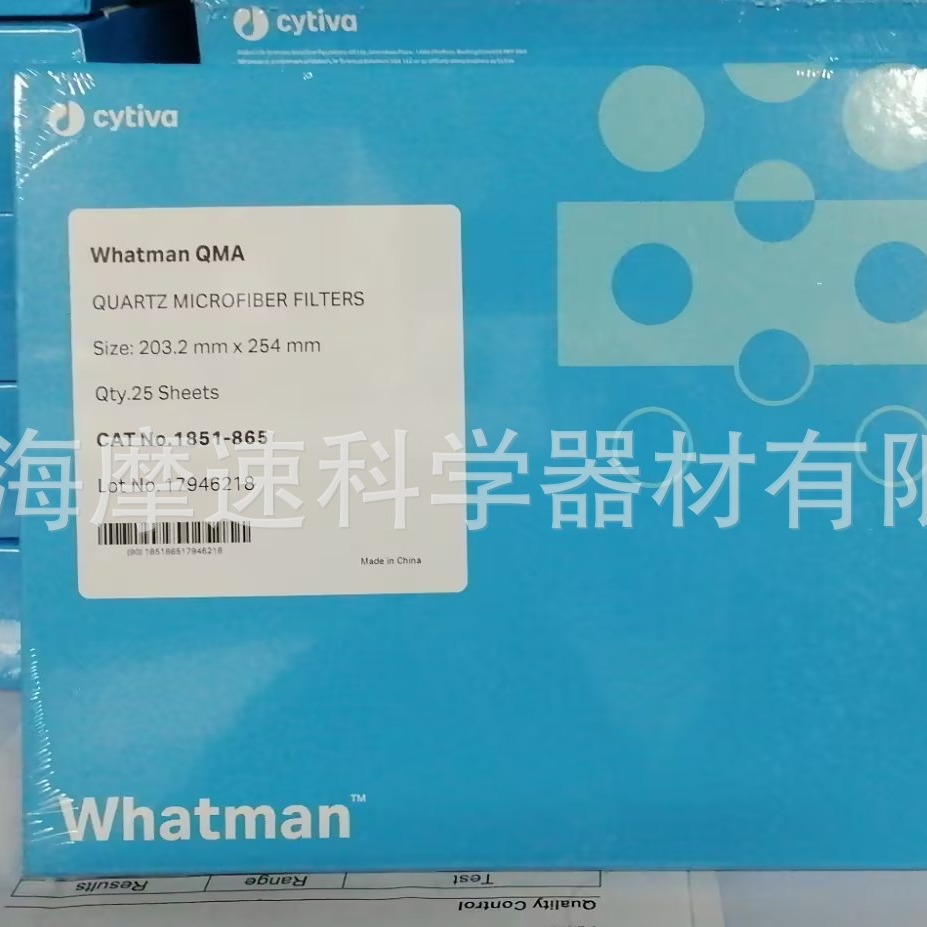 cytiva
cytiva
Whatman QMA
QUARTZ MICROFIBER FILTERS
Size: 203.2 mm x 254 mm
Qty.25 Sheets
CAT No.1851-865
海摩速科学器材有限
Lot No. 17946218
(90) 185186517946218
Made in China
Whatman™
Test Range Results
Quality Control